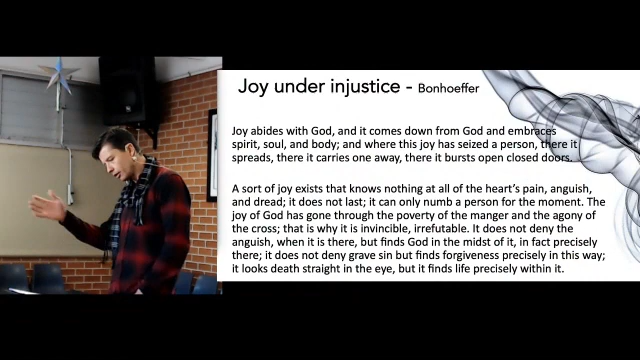 Joy under injustice - Bonhoeffer
Joy abides with God, and it comes down from God and embraces
spirit, soul, and body; and where this joy has seized a person, there it
spreads, there it carries one away, there it bursts open closed doors.
A sort of joy exists that knows nothing at all of the heart’s pain, anguish,
and dread; it does not last; it can only numb a person for the moment. The
joy of God has gone through the poverty of the manger and the agony of
the cross; that is why it is invincible, irrefutable. It does not deny the
anguish, when it is there, but finds God in the midst of it, in fact precisely
there; it does not deny grave sin but finds forgiveness precisely in this way;
it looks death straight in the eye, but it finds life precisely within it.